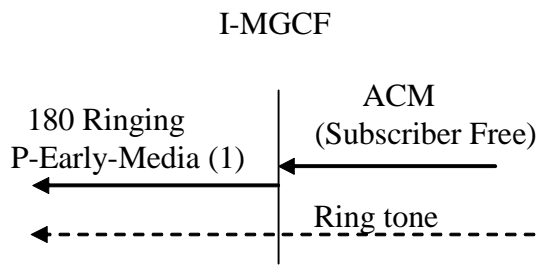 I-MGCF
ACM
(Subscriber Free)
180 Ringing
P-Early-Media (1)
Ring tone